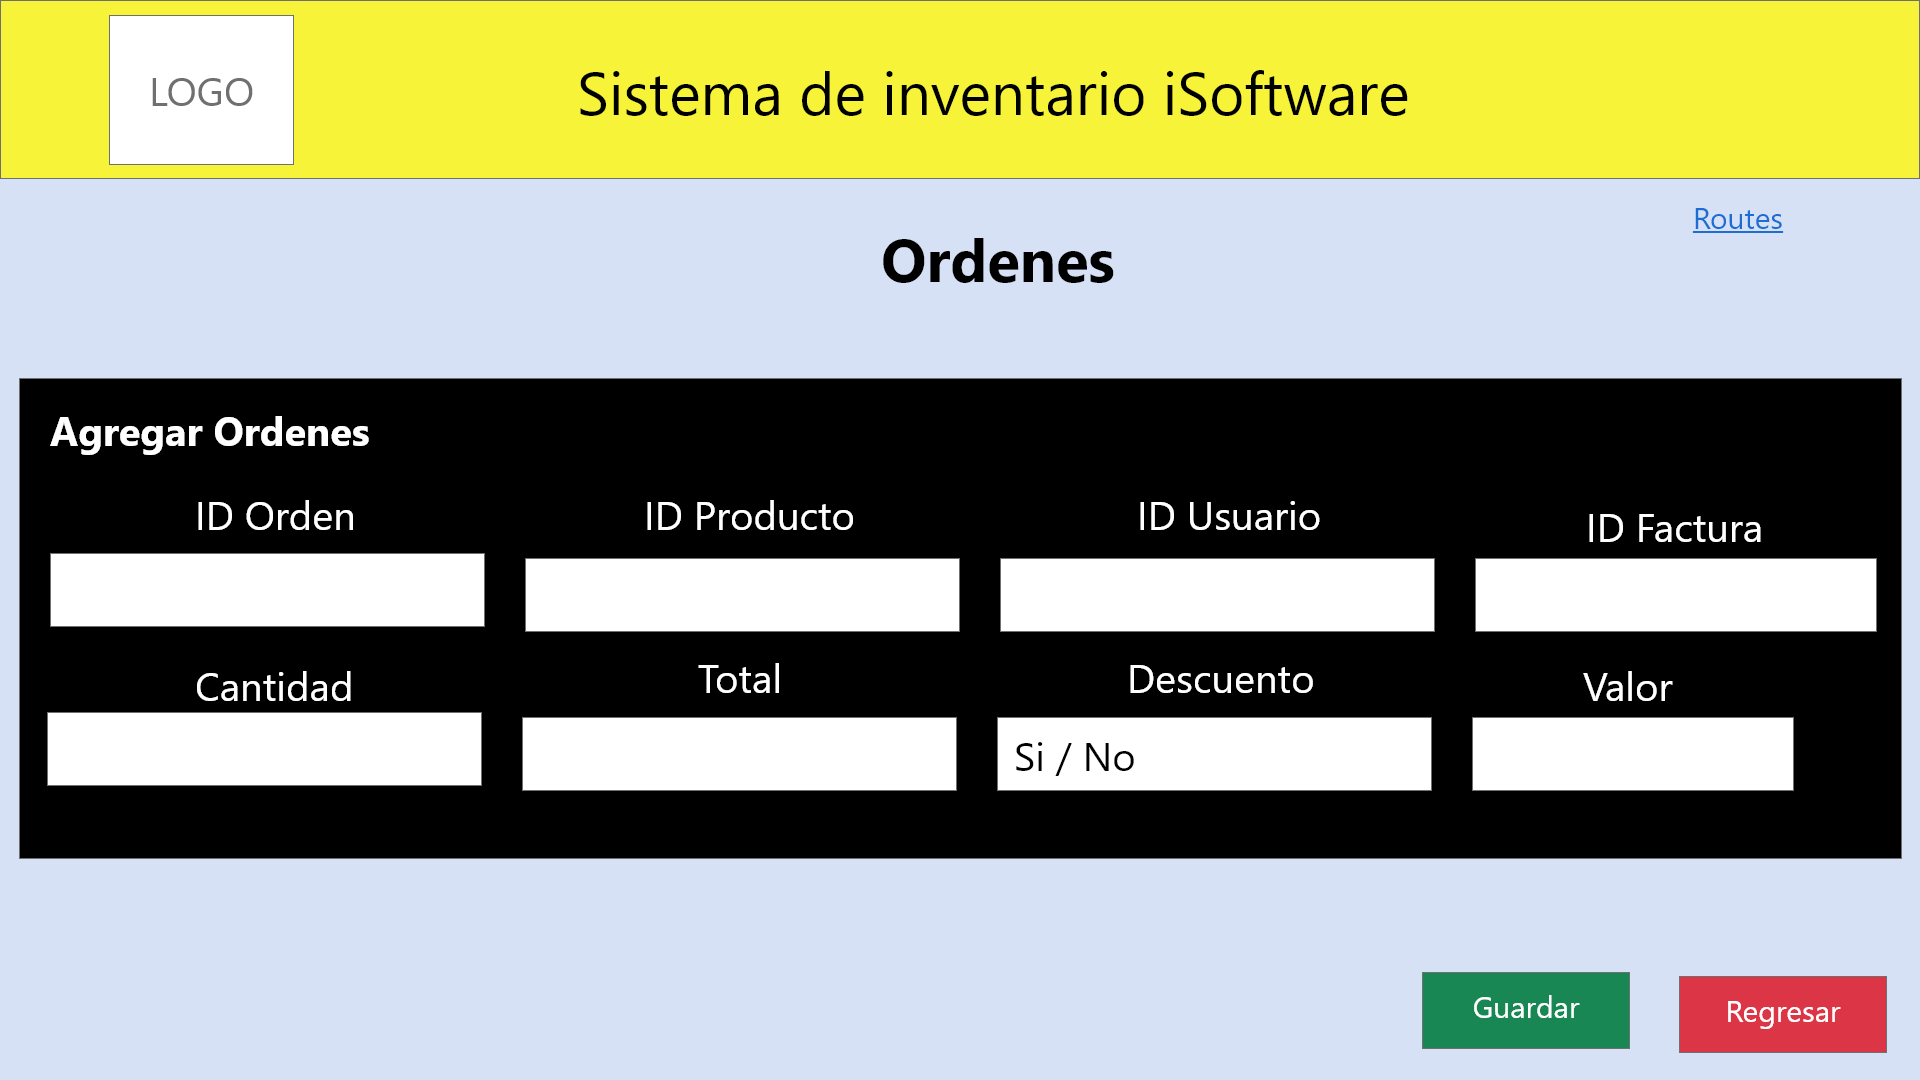 LOGO
Sistema de inventario iSoftware
Routes
Ordenes
Agregar Ordenes
ID Orden
ID Producto
ID Usuario
ID Factura
Cantidad
Total
Descuento
Valor
Si / No
Guardar
Regresar